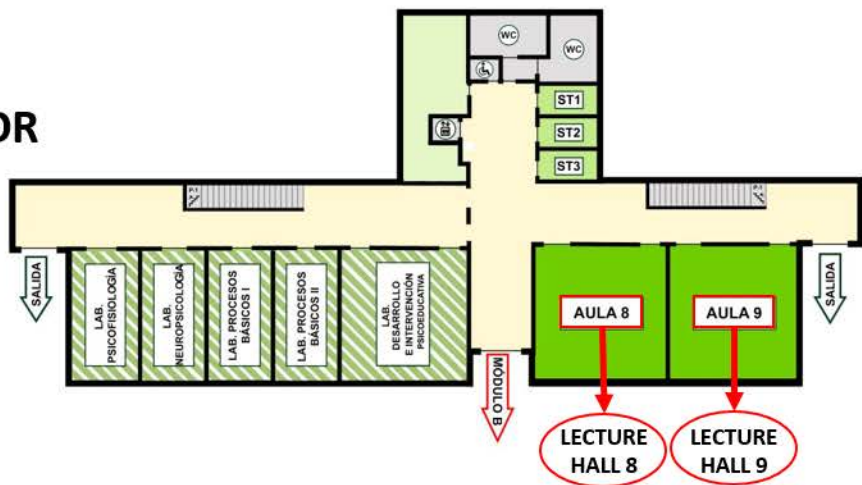 WC
WC
ST1
ST2
ST3
SALIDA
LAB.
PSICOFISIOLOGÍA
LAB.
NEUROPSICOLOGÍA
LAB. PROCESOS
BÁSICOS I
LAB. PROCESOS
BÁSICOS II
LAB.
DESARROLLO
E INTERVENCIÓN
PSICOEDUCATIVA
MÓDULO B
AULA 8
AULA 9
SALIDA
LECTURE
HALL 8
LECTURE
HALL 9